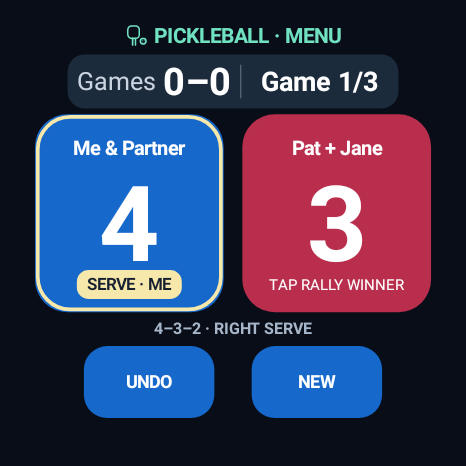 PICKLEBALL · MENU
Games 0–0 Game 1/3
Me & Partner
4
SERVE · ME
Pat + Jane
3
TAP RALLY WINNER
4–3–2 · RIGHT SERVE
UNDO
NEW